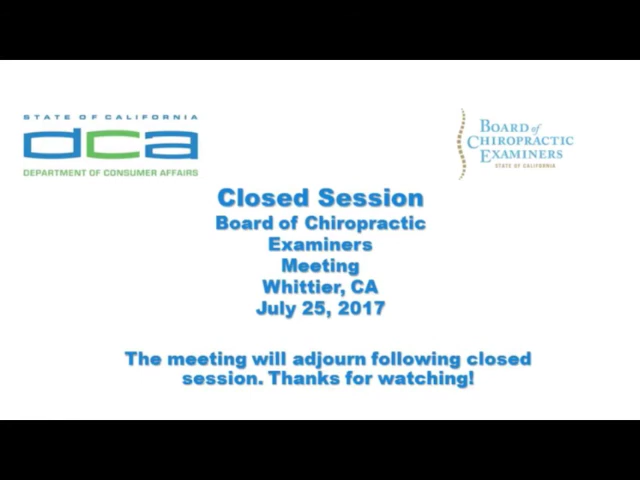 STATE OF CALIFORNIA
dca
DEPARTMENT OF CONSUMER AFFAIRS
BOARD of
CHIROPRACTIC
EXAMINERS
STATE OF CALIFORNIA
Closed Session
Board of Chiropractic
Examiners
Meeting
Whittier, CA
July 25, 2017
The meeting will adjourn following closed
session. Thanks for watching!